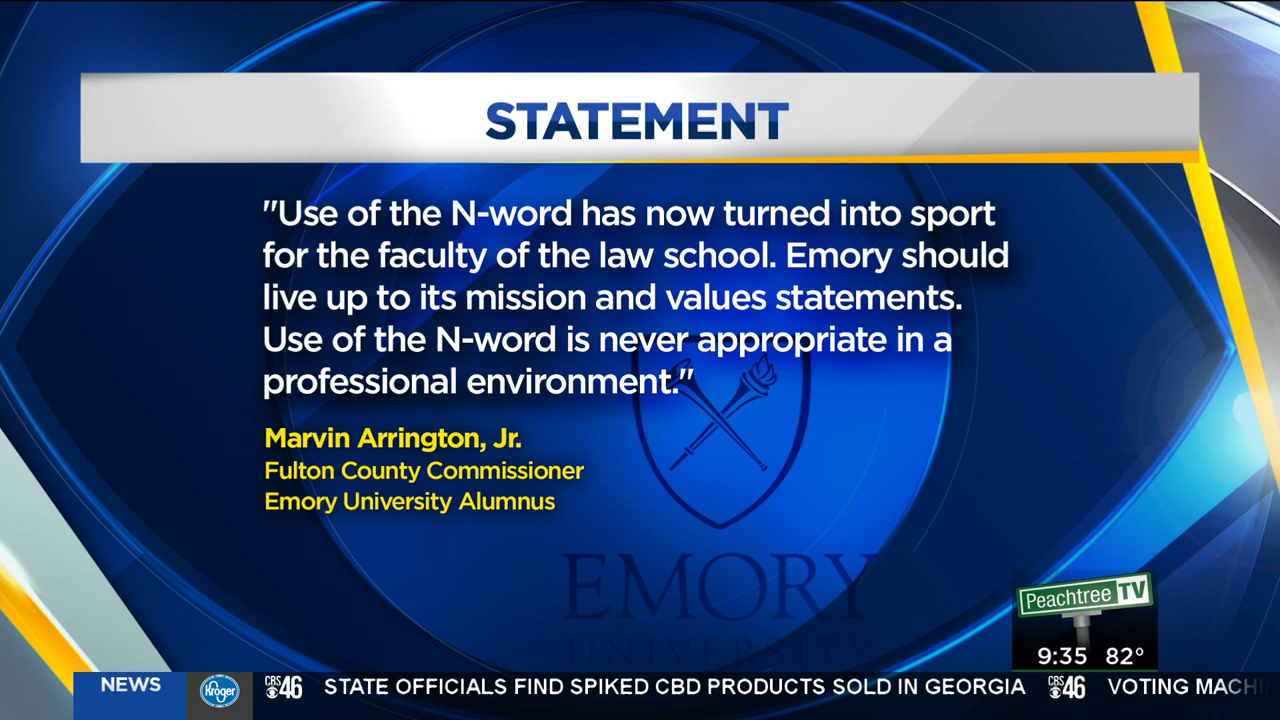 STATEMENT
"Use of the N-word has now turned into sport
for the faculty of the law school. Emory should
live up to its mission and values statements.
Use of the N-word is never appropriate in a
professional environment."
Marvin Arrington, Jr.
Fulton County Commissioner
Emory University Alumnus
EMORY
UNIVERSITY
Peachtree TV
9:35 82°
NEWS Kroger CBS 46 STATE OFFICIALS FIND SPIKED CBD PRODUCTS SOLD IN GEORGIA CBS 46 VOTING MACHI